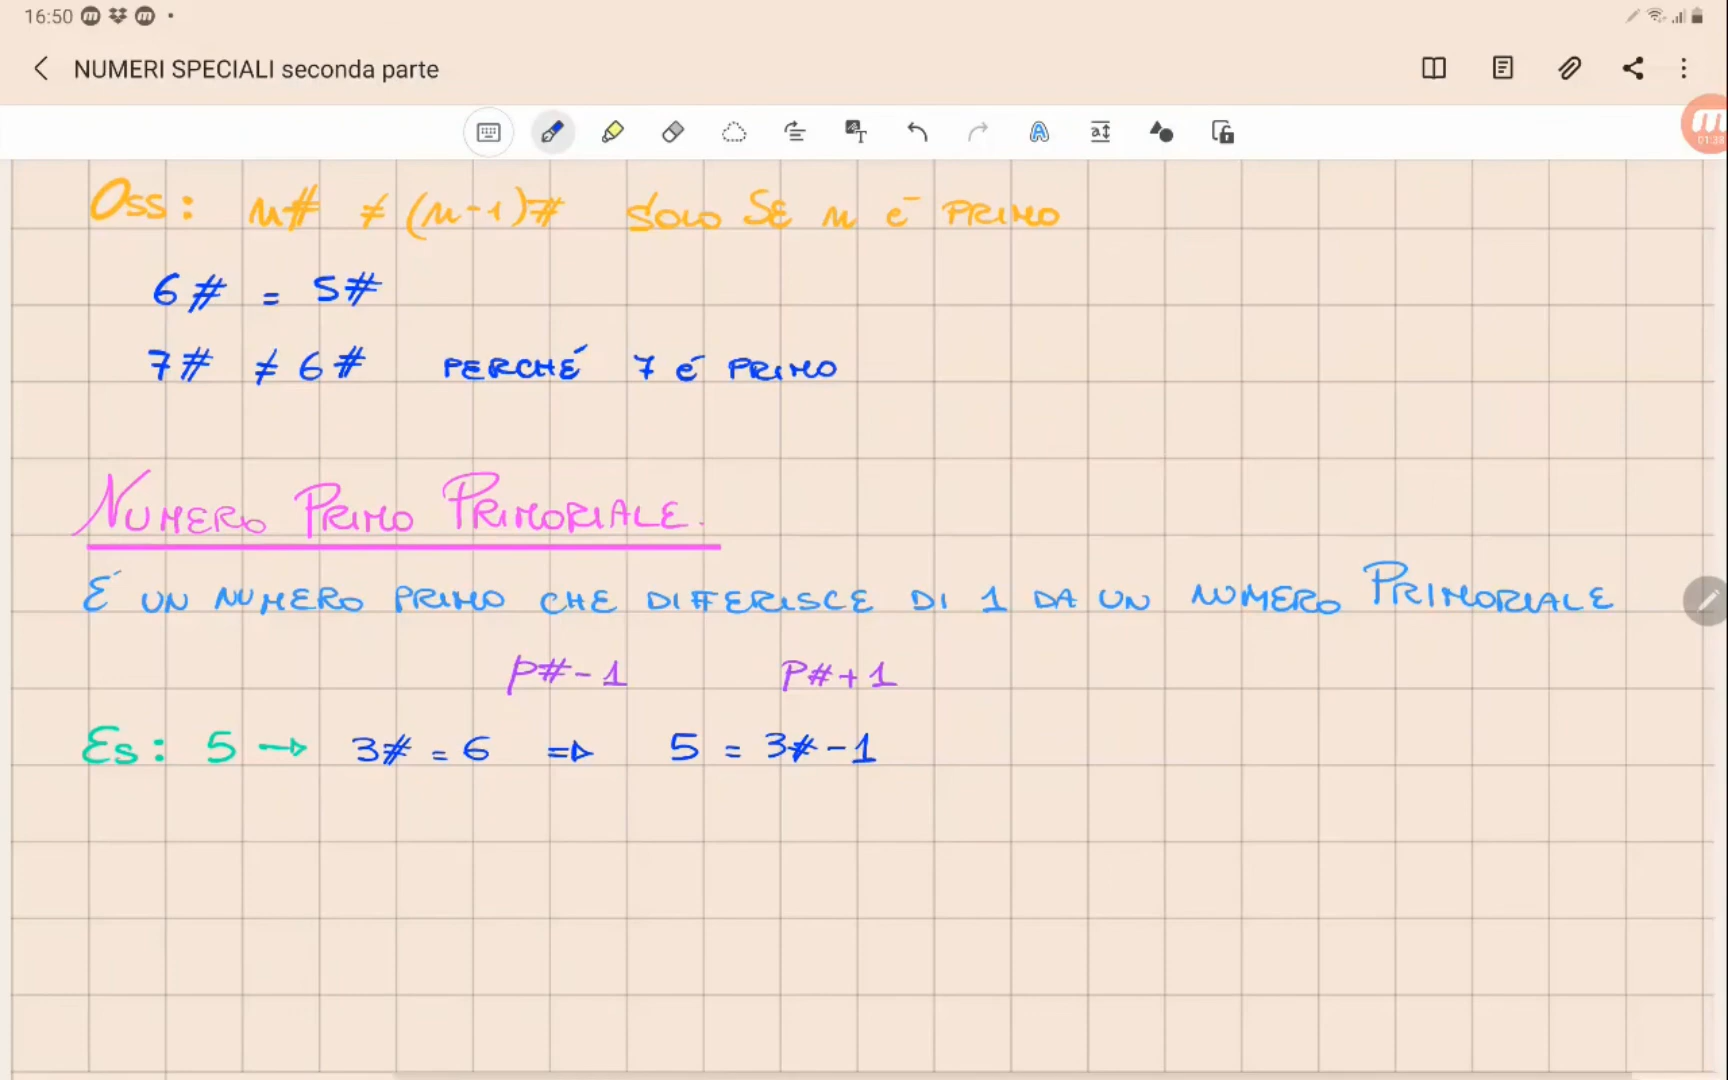 16:50
NUMERI SPECIALI seconda parte
01:38
Oss: n# ≠ (n-1)# SOLO SE n é PRIMO
6# = 5#
7# ≠ 6# PERCHÉ 7 é PRIMO
NUMERO PRIMO PRIMORIALE.
É UN NUMERO PRIMO CHE DIFFERISCE DI 1 DA UN NUMERO PRIMORIALE
p#-1 P#+1
Es: 5 → 3# = 6 ⇒ 5 = 3#-1